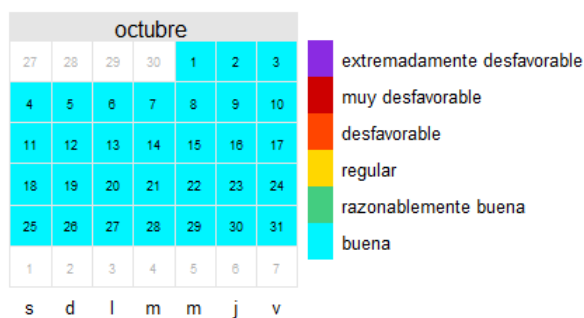 octubre
27 28 29 30 1 2 3
4 5 6 7 8 9 10
11 12 13 14 15 16 17
18 19 20 21 22 23 24
25 26 27 28 29 30 31
1 2 3 4 5 6 7
s d l m m j v
extremadamente desfavorable
muy desfavorable
desfavorable
regular
razonablemente buena
buena